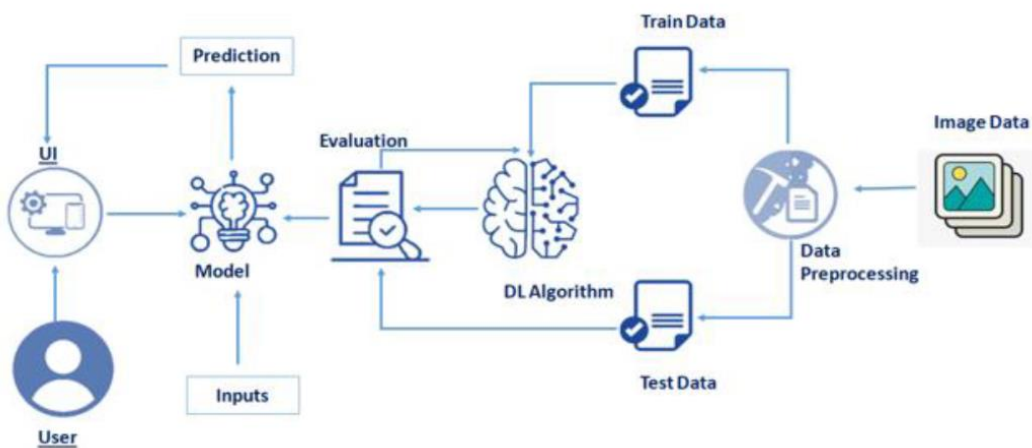 Train Data
Prediction
Image Data
Evaluation
UI
Model
Data
Preprocessing
DL Algorithm
Inputs
Test Data
User